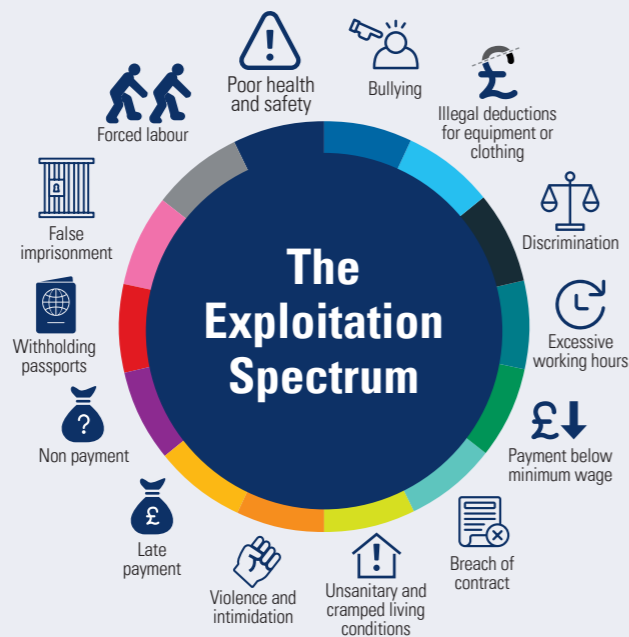 The
Exploitation
Spectrum
Poor health
and safety
Bullying
£
Illegal deductions
for equipment or
clothing
Discrimination
Excessive
working hours
£
Payment below
minimum wage
Breach of
contract
Unsanitary and
cramped living
conditions
Violence and
intimidation
£
Late
payment
?
Non payment
Withholding
passports
False
imprisonment
Forced labour